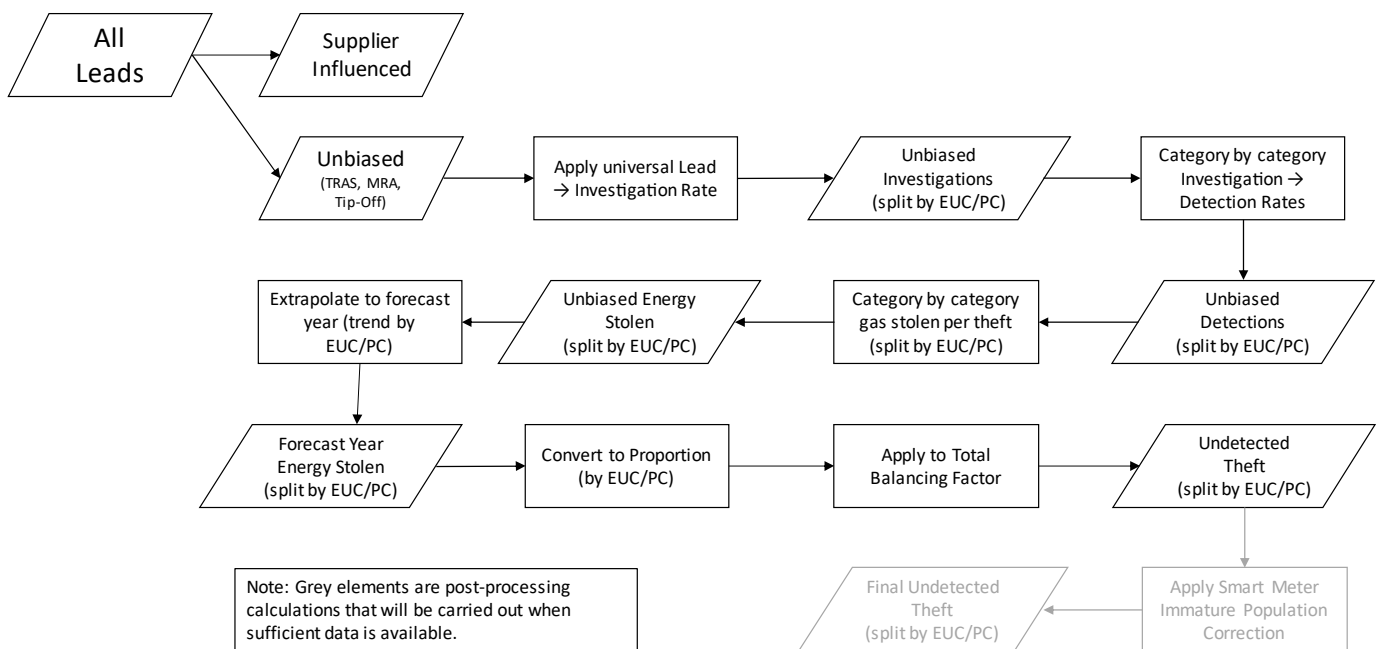 All
Leads
Supplier
Influenced
Unbiased
(TRAS, MRA,
Tip-Off)
Apply universal Lead
→ Investigation Rate
Unbiased
Investigations
(split by EUC/PC)
Category by category
Investigation →
Detection Rates
Extrapolate to forecast
year (trend by
EUC/PC)
Unbiased Energy
Stolen
(split by EUC/PC)
Category by category
gas stolen per theft
(split by EUC/PC)
Unbiased
Detections
(split by EUC/PC)
Forecast Year
Energy Stolen
(split by EUC/PC)
Convert to Proportion
(by EUC/PC)
Apply to Total
Balancing Factor
Undetected
Theft
(split by EUC/PC)
Note: Grey elements are post-processing
calculations that will be carried out when
sufficient data is available.
Final Undetected
Theft
(split by EUC/PC)
Apply Smart Meter
Immature Population
Correction